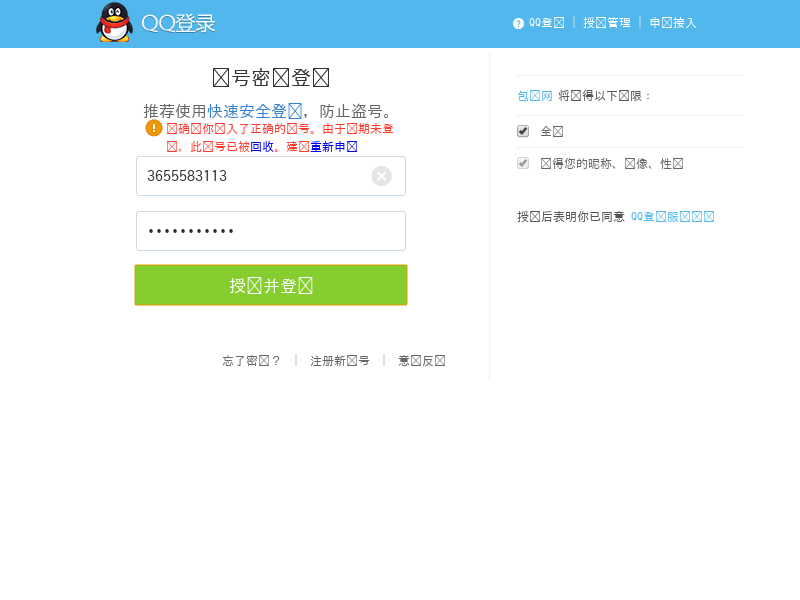 QQ登录
QQ登 授管理 申接入
号密登
推荐使用快速安全登，防止盗号。
确你入了正确的号。由于期未登
，此号已被回收。建重新申
3655583113
•••••••••••
授并登
忘了密？ 注册新号 意反
包网 将得以下限：
全
得您的昵称、像、性
授后表明你已同意 QQ登服